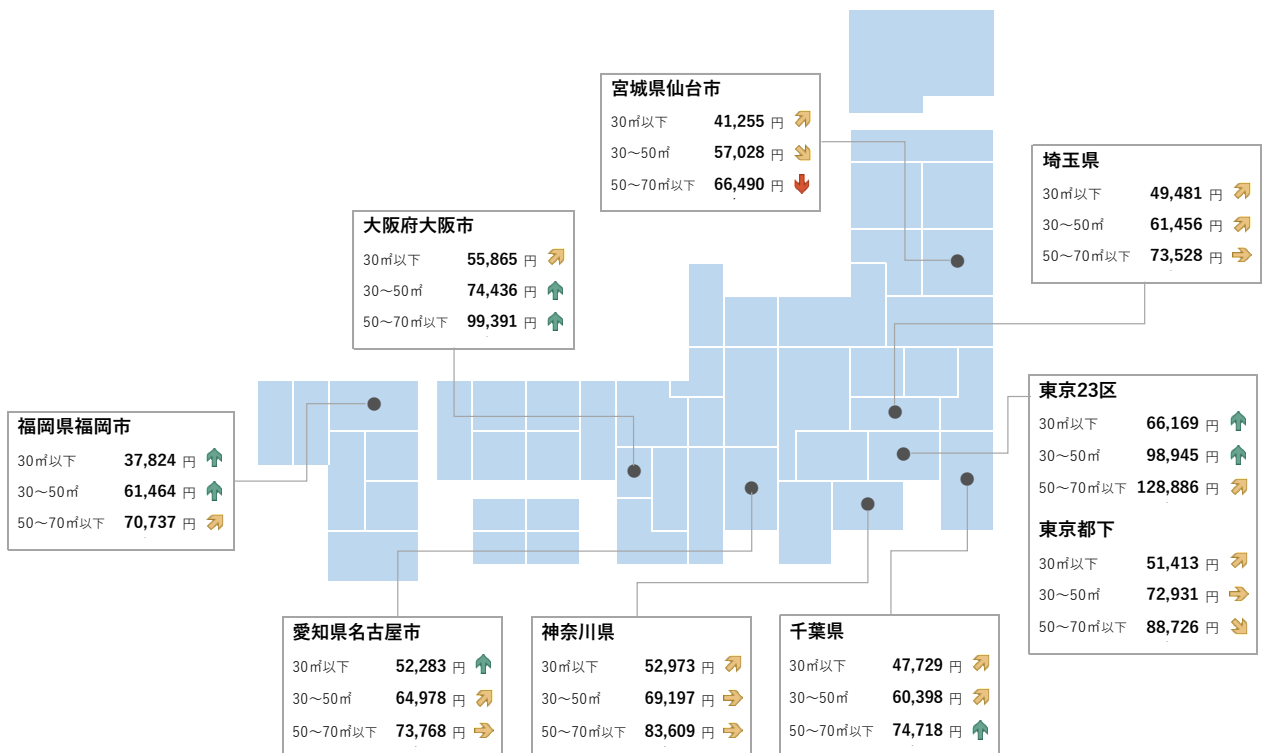 宮城県仙台市
30㎡以下 41,255 円
30～50㎡ 57,028 円
50～70㎡以下 66,490 円
埼玉県
30㎡以下 49,481 円
30～50㎡ 61,456 円
50～70㎡以下 73,528 円
大阪府大阪市
30㎡以下 55,865 円
30～50㎡ 74,436 円
50～70㎡以下 99,391 円
東京23区
30㎡以下 66,169 円
30～50㎡ 98,945 円
50～70㎡以下 128,886 円
東京都下
30㎡以下 51,413 円
30～50㎡ 72,931 円
50～70㎡以下 88,726 円
福岡県福岡市
30㎡以下 37,824 円
30～50㎡ 61,464 円
50～70㎡以下 70,737 円
愛知県名古屋市
30㎡以下 52,283 円
30～50㎡ 64,978 円
50～70㎡以下 73,768 円
神奈川県
30㎡以下 52,973 円
30～50㎡ 69,197 円
50～70㎡以下 83,609 円
千葉県
30㎡以下 47,729 円
30～50㎡ 60,398 円
50～70㎡以下 74,718 円